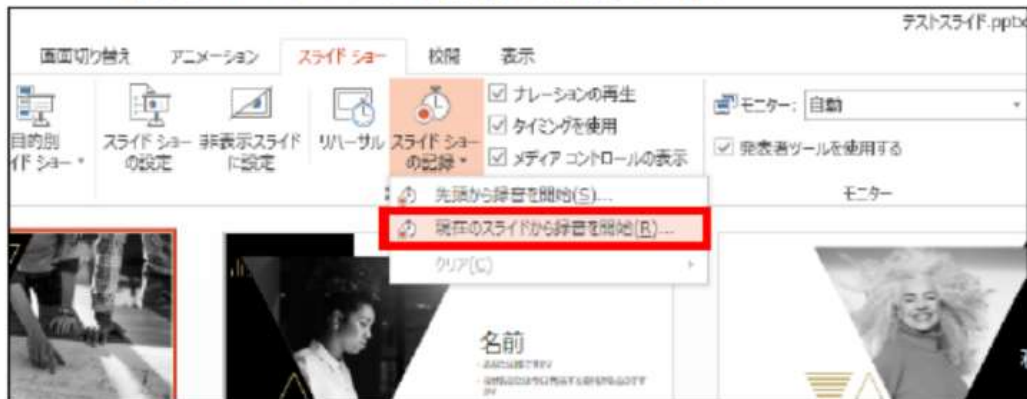 テストスライド.pptx
画面切り替え アニメーション スライド ショー 校閲 表示
目的別
イド ショー
スライド ショー
の設定
非表示スライド
に設定
リハーサル
スライド ショー
の記録
ナレーションの再生
タイミングを使用
メディア コントロールの表示
モニター: 自動
発表者ツールを使用する
モニター
先頭から録音を開始(S)...
現在のスライドから録音を開始(R)...
クリア(C)
名前